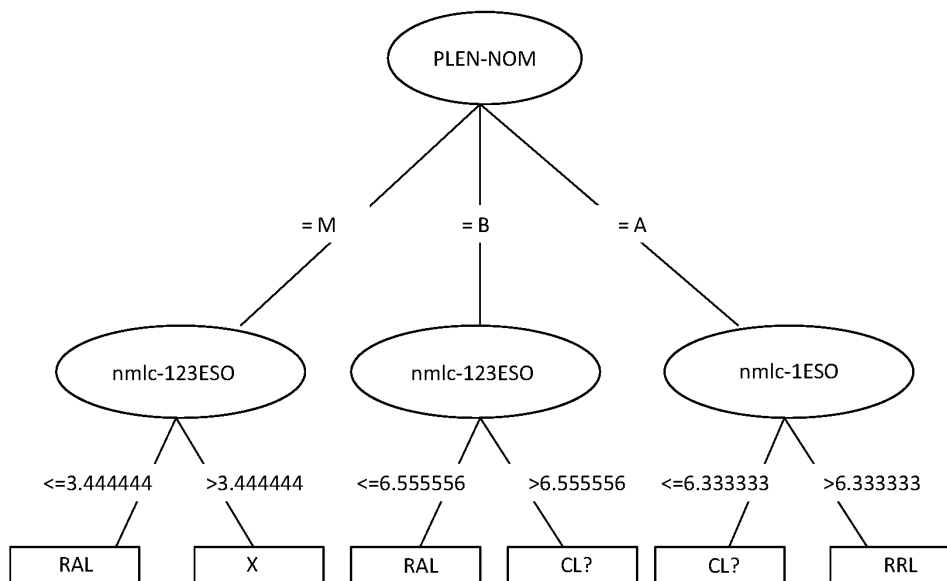 PLEN-NOM
= M
= B
= A
nmlc-123ESO
nmlc-123ESO
nmlc-1ESO
<=3.444444
>3.444444
<=6.555556
>6.555556
<=6.333333
>6.333333
RAL
X
RAL
CL?
CL?
RRL